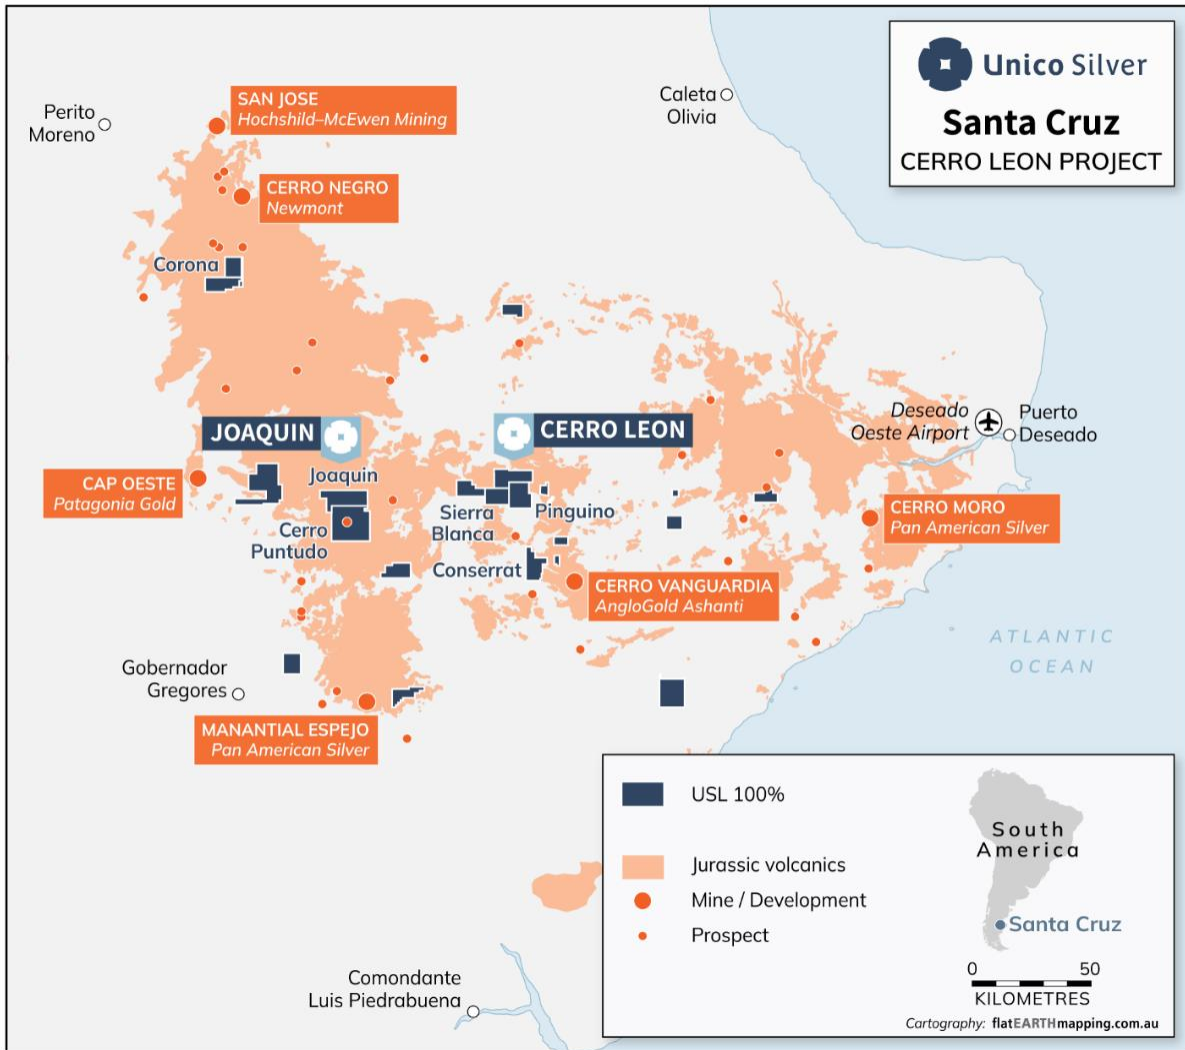 Unico Silver
Santa Cruz
CERRO LEON PROJECT
Perito
Moreno
SAN JOSE
Hochshild–McEwen Mining
Caleta
Olivia
CERRO NEGRO
Newmont
Corona
JOAQUIN
CERRO LEON
Deseado
Oeste Airport
Puerto
Deseado
CAP OESTE
Patagonia Gold
Joaquin
Cerro
Puntudo
Sierra
Blanca
Pinguino
CERRO MORO
Pan American Silver
Conserrat
CERRO VANGUARDIA
AngloGold Ashanti
ATLANTIC
OCEAN
Gobernador
Gregores
MANANTIAL ESPEJO
Pan American Silver
USL 100%
Jurassic volcanics
Mine / Development
Prospect
South
America
Santa Cruz
0 50
KILOMETRES
Cartography: flatEARTHmapping.com.au
Comondante
Luis Piedrabuena